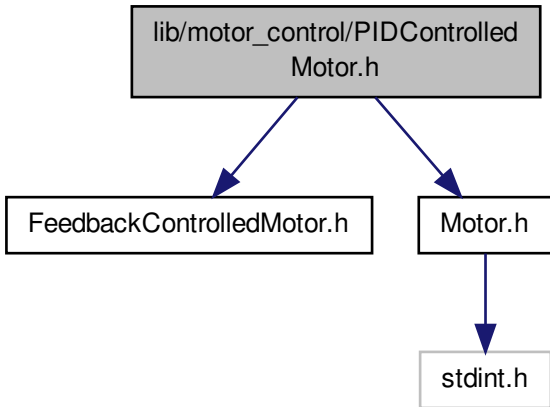 lib/motor_control/PIDControlled
Motor.h
FeedbackControlledMotor.h
Motor.h
stdint.h